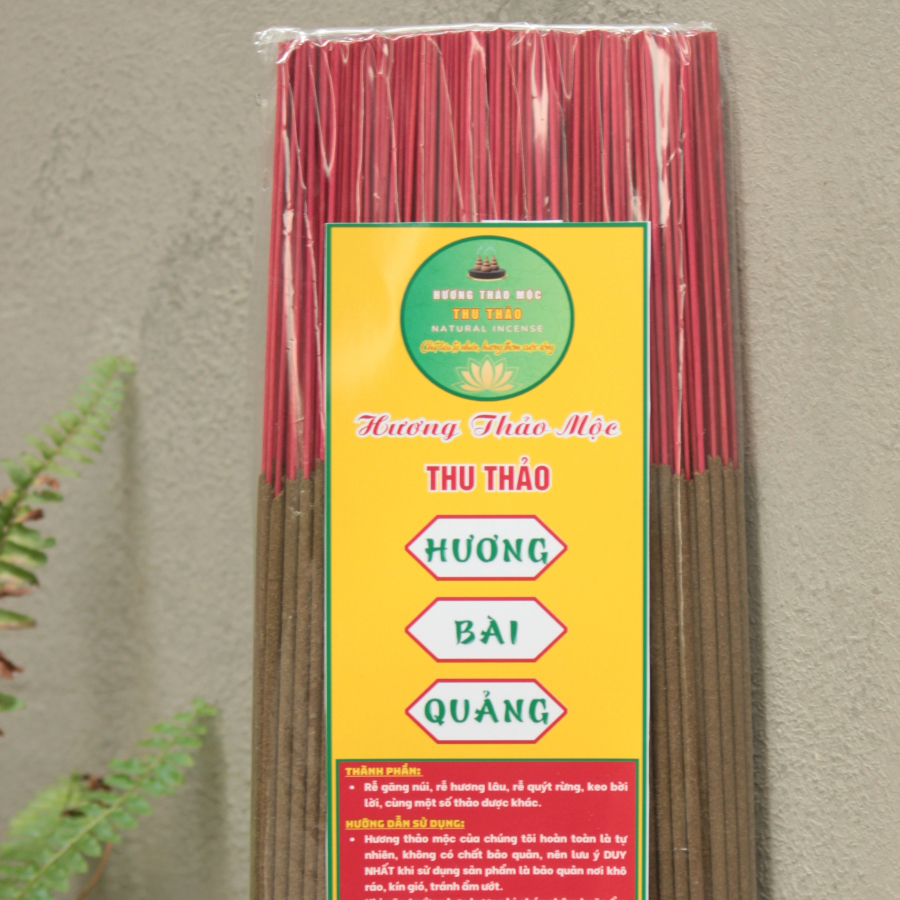 HƯƠNG THẢO MỘC
THU THẢO
NATURAL INCENSE
Hương Thảo Mộc
THU THẢO
HƯƠNG
BÀI
QUẢNG
THÀNH PHẦN:
• Rễ găng núi, rễ hương lâu, rễ quýt rừng, keo bời
lời, cùng một số thảo dược khác.
HƯỚNG DẪN SỬ DỤNG:
• Hương thảo mộc của chúng tôi hoàn toàn là tự
nhiên, không có chất bảo quản, nên lưu ý DUY
NHẤT khi sử dụng sản phẩm là bảo quản nơi khô
ráo, kín gió, tránh ẩm ướt.